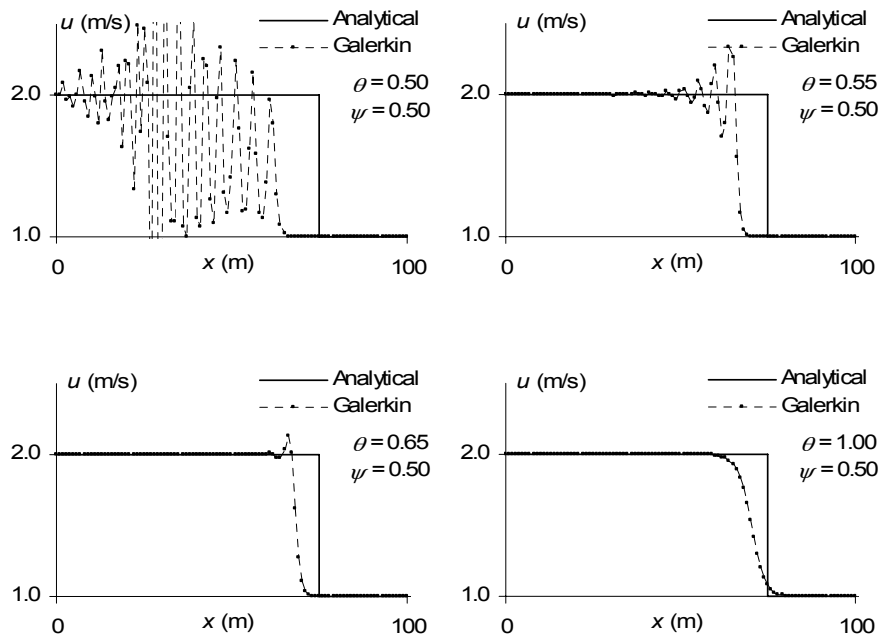 u (m/s)
Analytical
Galerkin
θ = 0.50
ψ = 0.50
2.0
1.0
0
x (m)
100
u (m/s)
Analytical
Galerkin
θ = 0.55
ψ = 0.50
2.0
1.0
0
x (m)
100
u (m/s)
Analytical
Galerkin
θ = 0.65
ψ = 0.50
2.0
1.0
0
x (m)
100
u (m/s)
Analytical
Galerkin
θ = 1.00
ψ = 0.50
2.0
1.0
0
x (m)
100